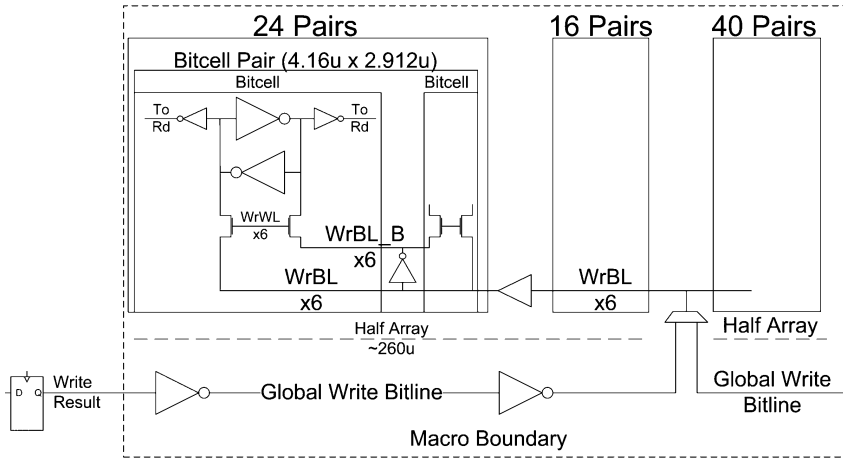 24 Pairs
16 Pairs
40 Pairs
Bitcell Pair (4.16u x 2.912u)
Bitcell
Bitcell
To
Rd
To
Rd
WrWL
x6
WrBL_B
x6
WrBL
x6
WrBL
x6
Half Array
~260u
Half Array
D Q
Write
Result
Global Write Bitline
Global Write
Bitline
Macro Boundary